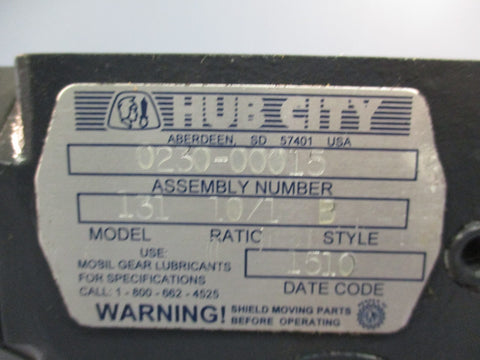 HUB CITY
ABERDEEN, SD 57401 USA
0230-00015
ASSEMBLY NUMBER
131 10/1 B
MODEL RATIO STYLE
USE:
MOBIL GEAR LUBRICANTS
FOR SPECIFICATIONS
CALL: 1-800-662-4525
1510
DATE CODE
WARNING! SHIELD MOVING PARTS
BEFORE OPERATING